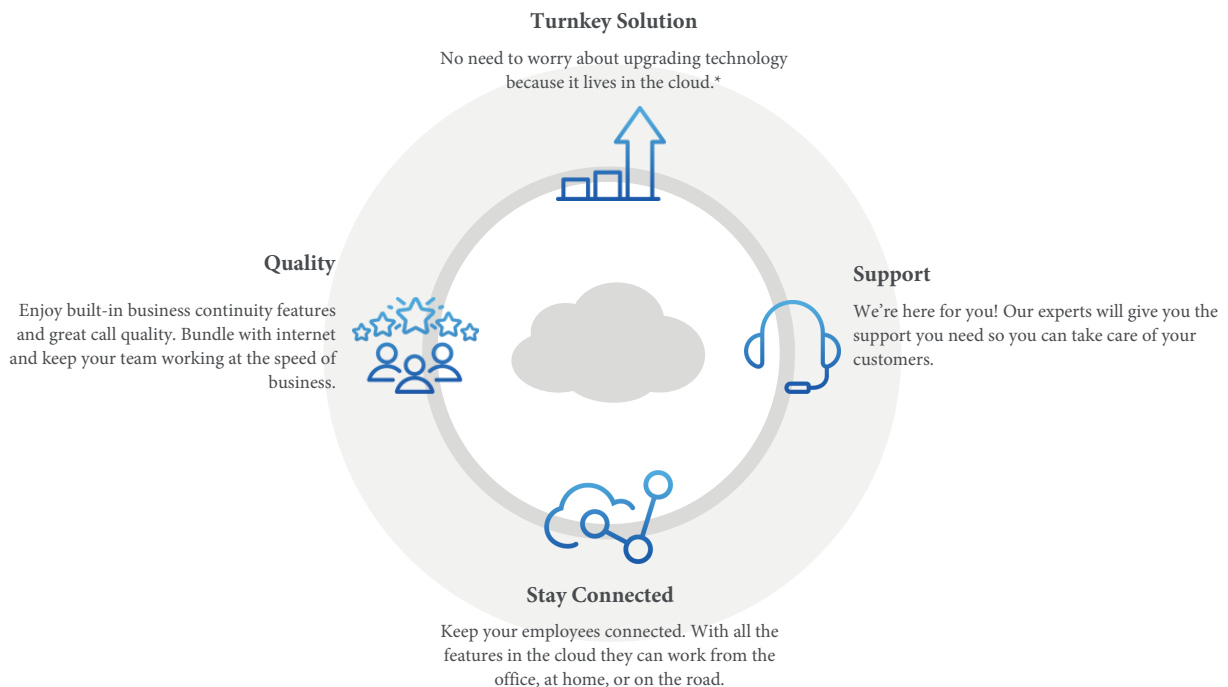 Turnkey Solution
No need to worry about upgrading technology
because it lives in the cloud.*
Quality
Enjoy built-in business continuity features
and great call quality. Bundle with internet
and keep your team working at the speed of
business.
Support
We’re here for you! Our experts will give you the
support you need so you can take care of your
customers.
Stay Connected
Keep your employees connected. With all the
features in the cloud they can work from the
office, at home, or on the road.